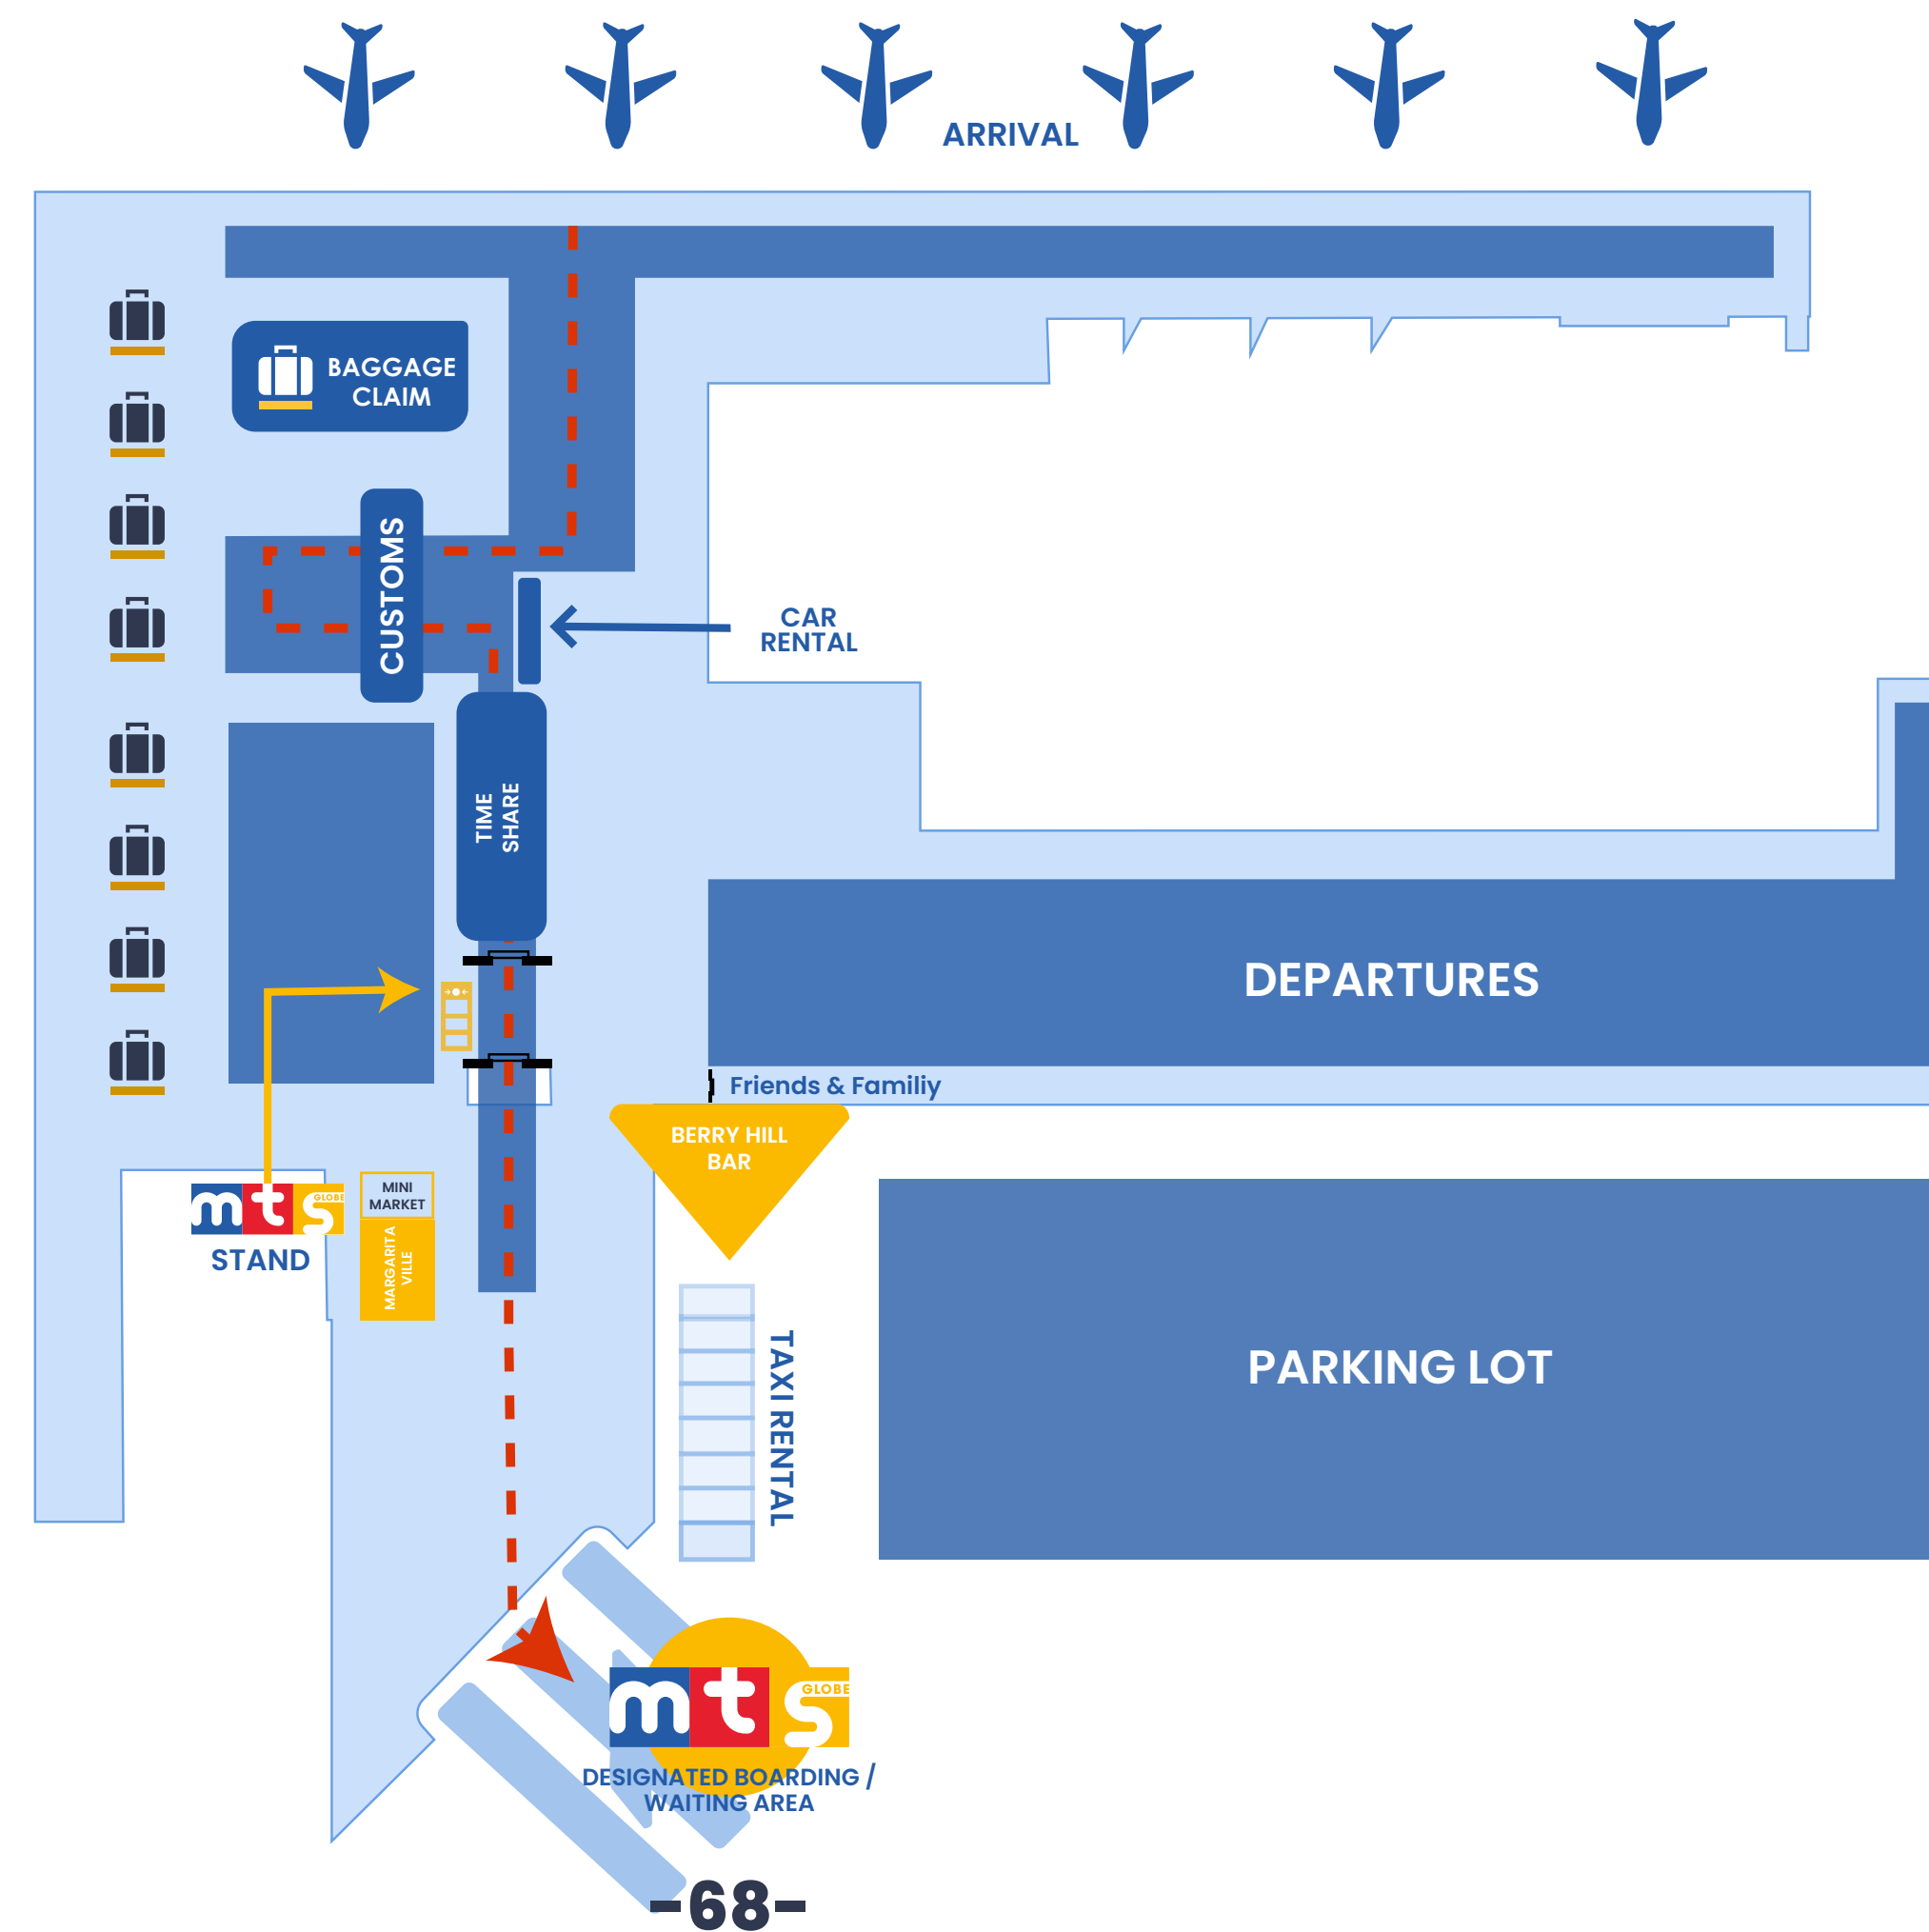 ARRIVAL
BAGGAGE
CLAIM
CUSTOMS
CAR
RENTAL
TIME
SHARE
DEPARTURES
Friends & Familiy
BERRY HILL
BAR
mts
GLOBE
STAND
MINI
MARKET
MARGARITA
VILLE
TAXI RENTAL
PARKING LOT
mts
GLOBE
DESIGNATED BOARDING /
WAITING AREA
-68-